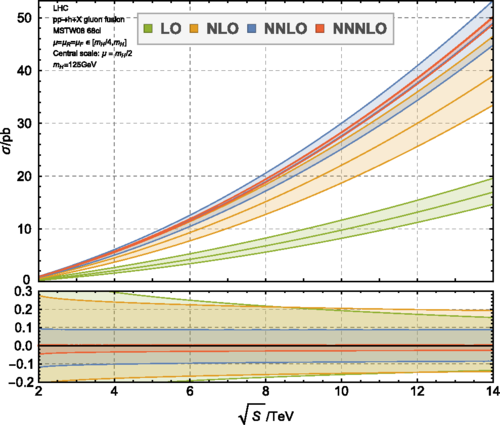 LHC
pp→h+X gluon fusion
MSTW08 68cl
μ=μR=μF ∈ [mH/4,mH]
Central scale: μ = mH/2
mH=125GeV
LO NLO NNLO NNNLO
50
40
30
20
10
0
σ/pb
0.3
0.2
0.1
0.0
−0.1
−0.2
2 4 6 8 10 12 14
√S /TeV